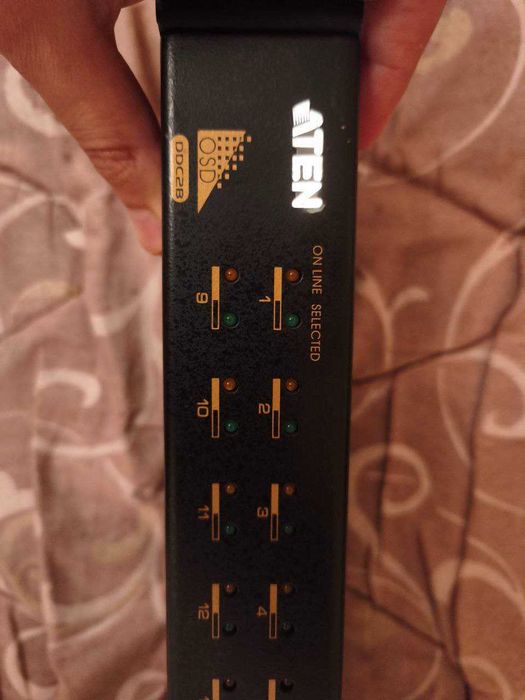 ATEN
OSD
DDC2B
ON LINE SELECTED
1
2
3
4
9
10
11
12